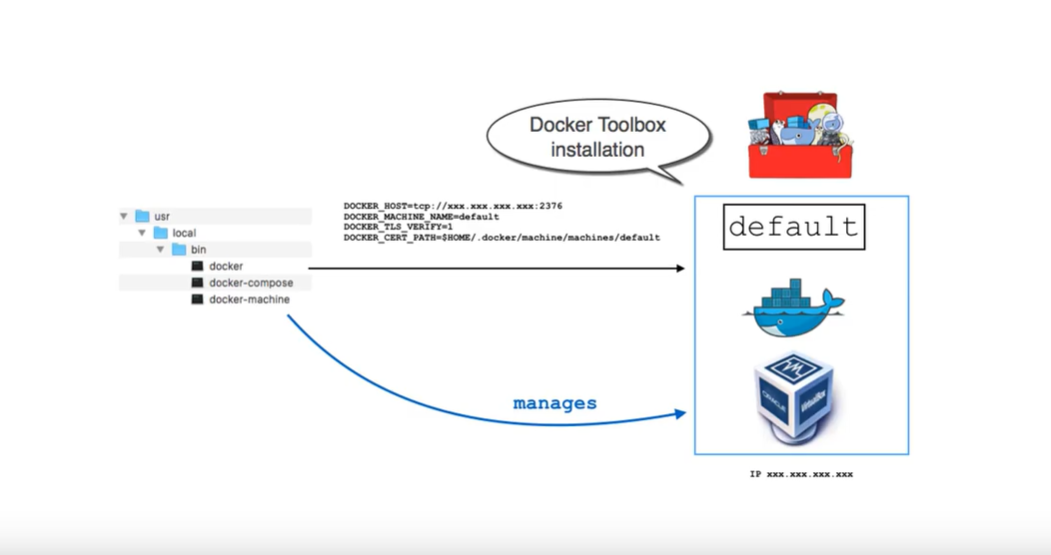 Docker Toolbox
installation
DOCKER_HOST=tcp://xxx.xxx.xxx.xxx:2376
DOCKER_MACHINE_NAME=default
DOCKER_TLS_VERIFY=1
DOCKER_CERT_PATH=$HOME/.docker/machine/machines/default
usr
local
bin
docker
docker-compose
docker-machine
default
manages
ORACLE
VirtualBox
IP xxx.xxx.xxx.xxx